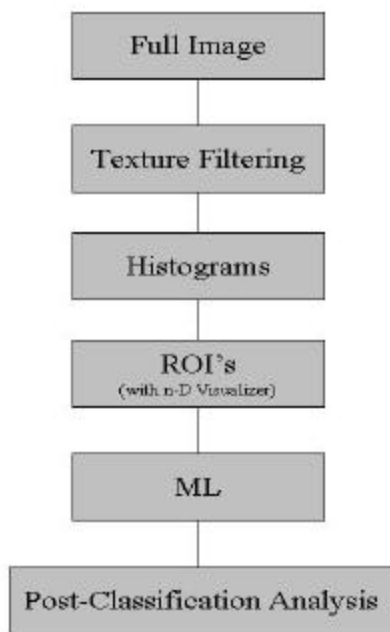 Full Image
Texture Filtering
Histograms
ROI's
(with n-D Visualizer)
ML
Post-Classification Analysis